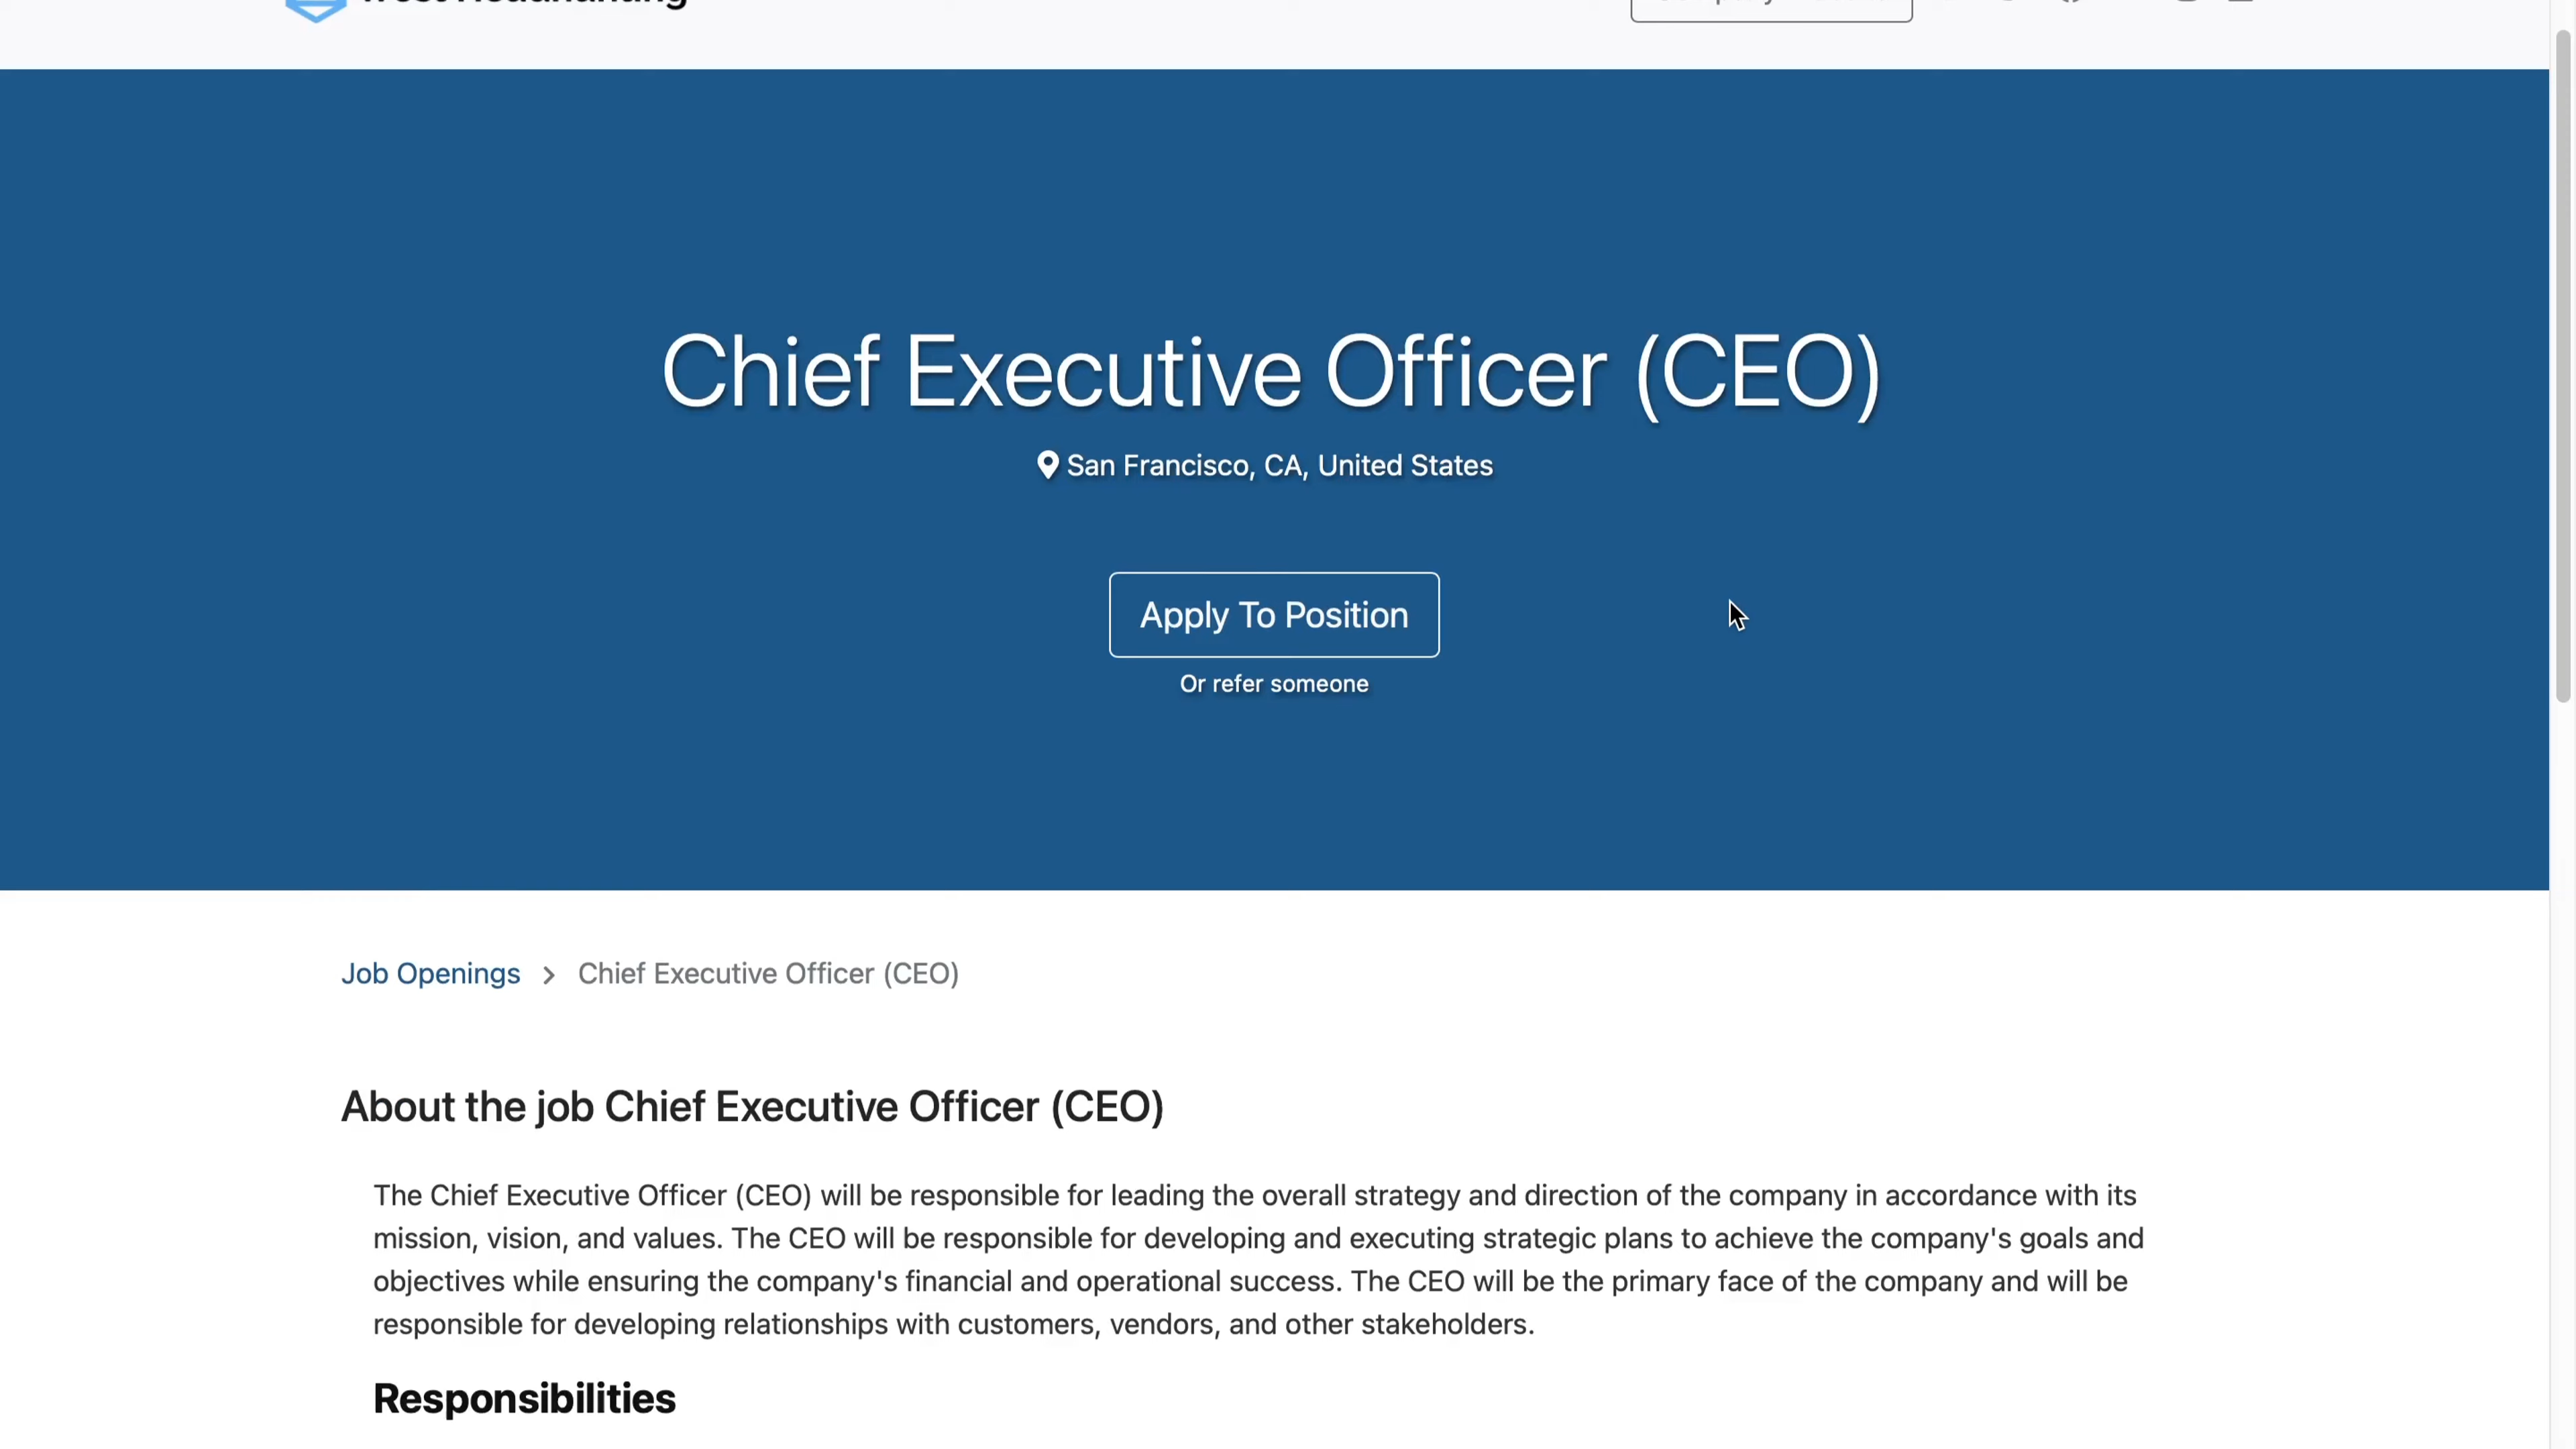 Chief Executive Officer (CEO)
San Francisco, CA, United States
Apply To Position
Or refer someone
Job Openings > Chief Executive Officer (CEO)
About the job Chief Executive Officer (CEO)
The Chief Executive Officer (CEO) will be responsible for leading the overall strategy and direction of the company in accordance with its
mission, vision, and values. The CEO will be responsible for developing and executing strategic plans to achieve the company's goals and
objectives while ensuring the company's financial and operational success. The CEO will be the primary face of the company and will be
responsible for developing relationships with customers, vendors, and other stakeholders.
Responsibilities